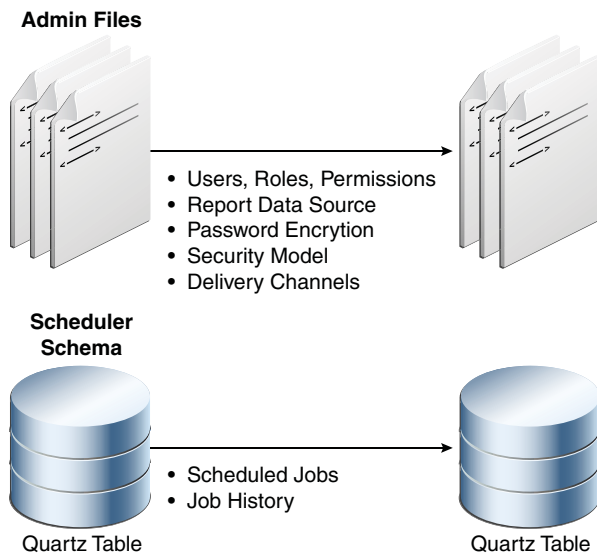 Admin Files
• Users, Roles, Permissions
• Report Data Source
• Password Encrytion
• Security Model
• Delivery Channels
Scheduler
Schema
• Scheduled Jobs
• Job History
Quartz Table
Quartz Table